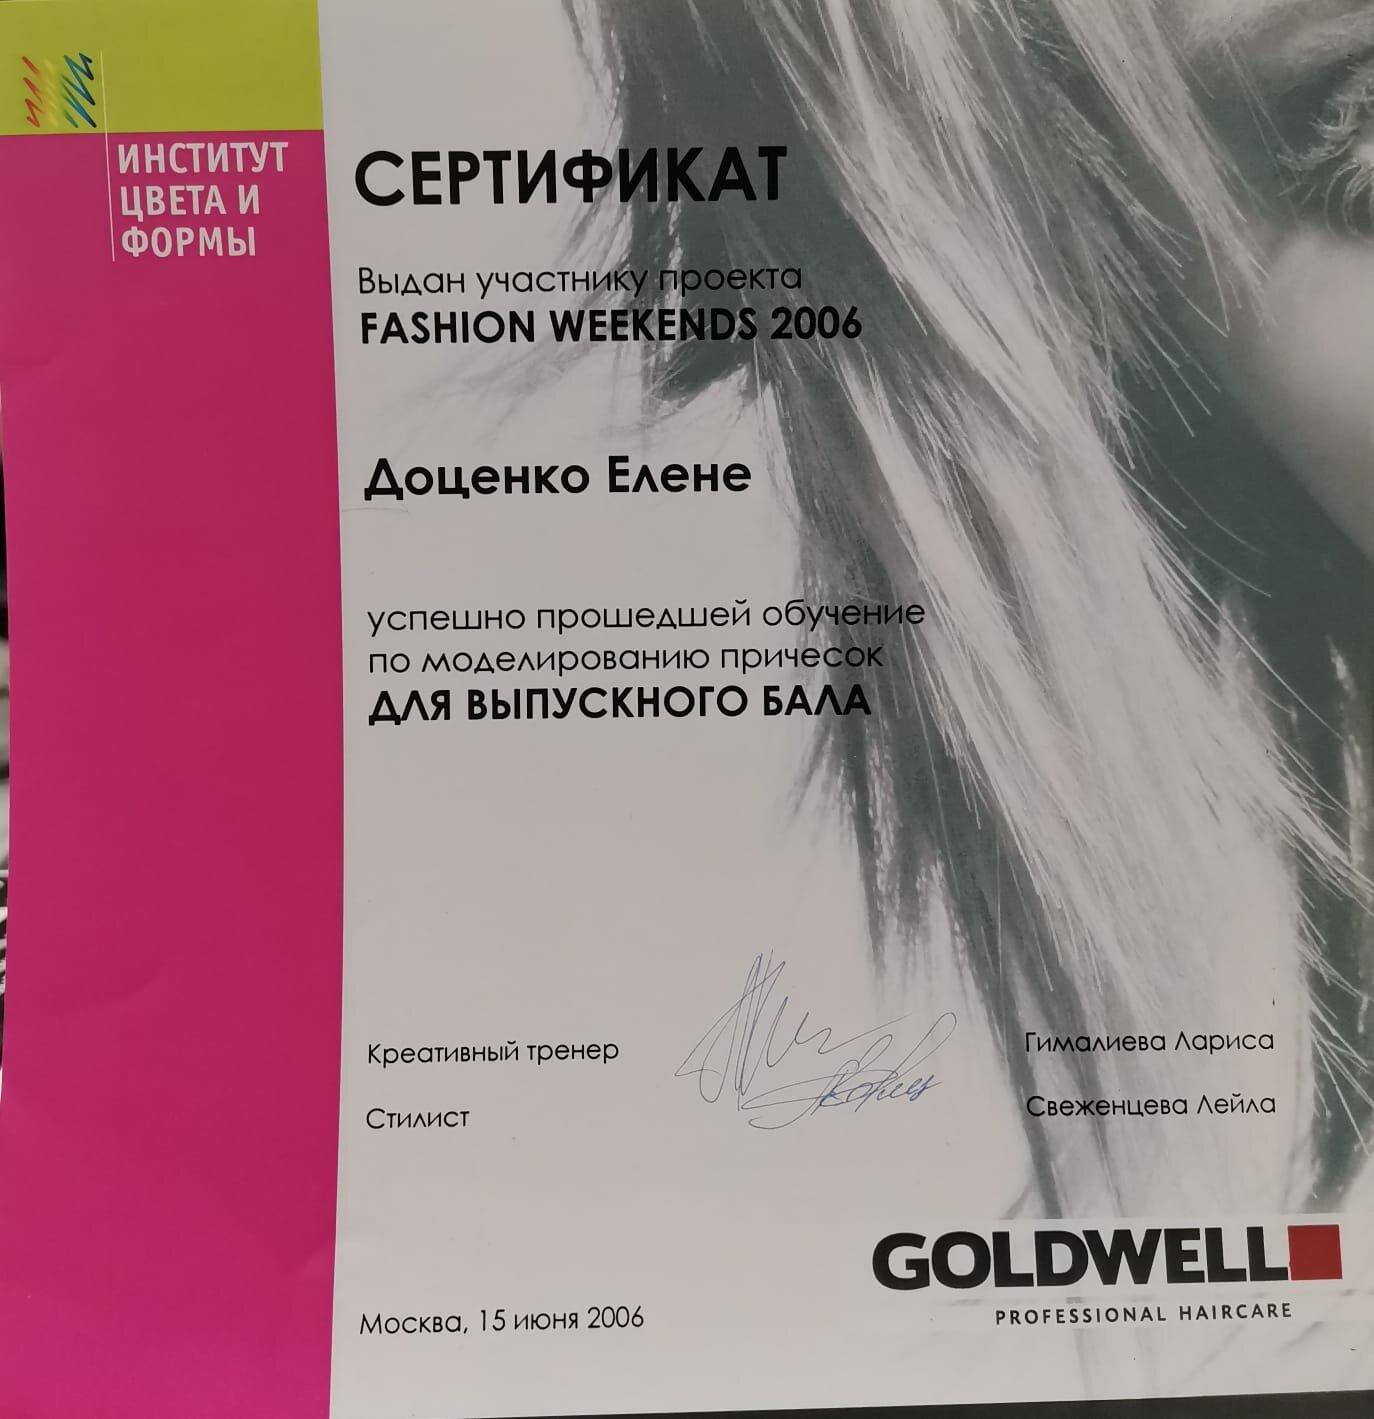 ИНСТИТУТ
ЦВЕТА И
ФОРМЫ
СЕРТИФИКАТ
Выдан участнику проекта
FASHION WEEKENDS 2006
Доценко Елене
успешно прошедшей обучение
по моделированию причесок
ДЛЯ ВЫПУСКНОГО БАЛА
Креативный тренер
Гималиева Лариса
Стилист
Свеженцева Лейла
GOLDWELL
PROFESSIONAL HAIRCARE
Москва, 15 июня 2006